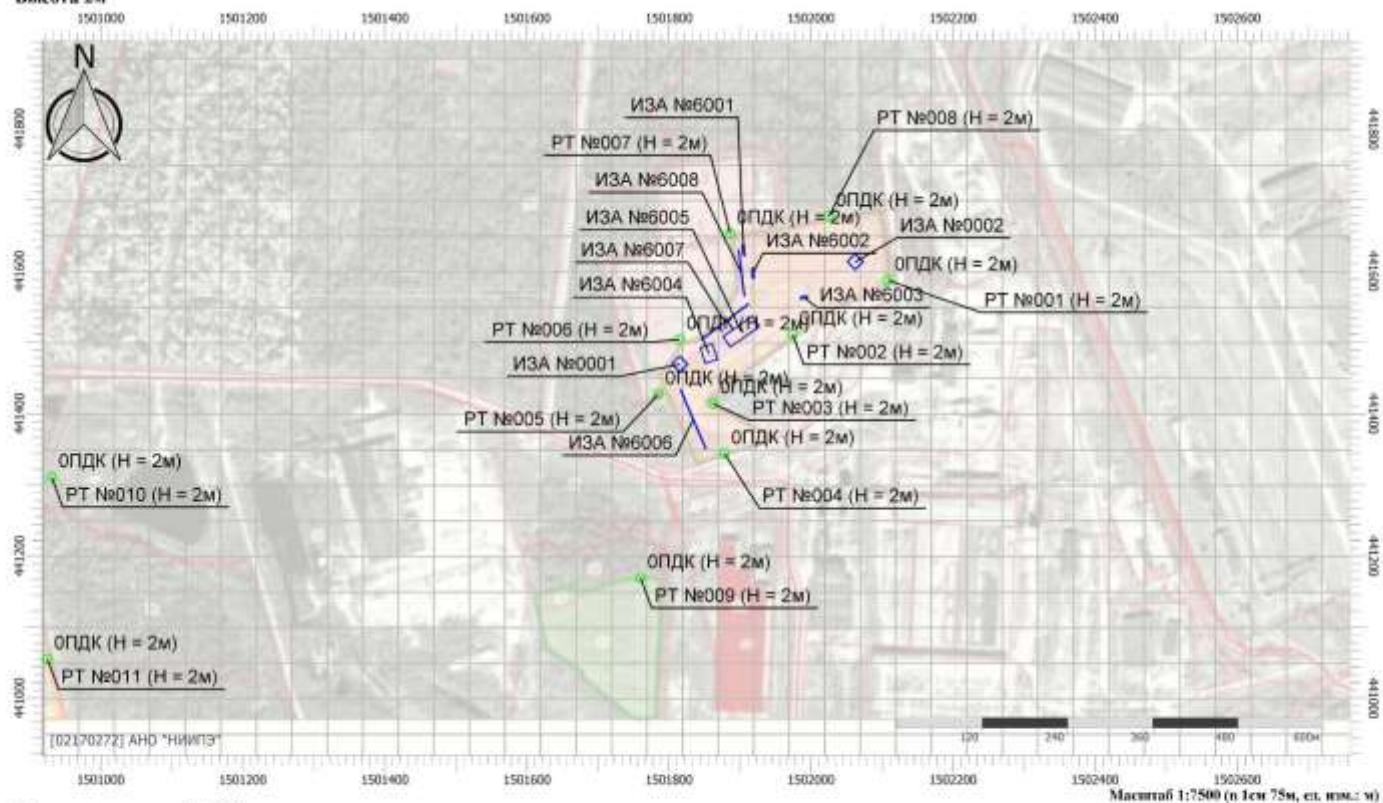 1501000 1501200 1501400 1501600 1501800 1502000 1502200 1502400 1502600
N
441800
441800
ИЗА №6001
РТ №008 (Н = 2м)
РТ №007 (Н = 2м)
ИЗА №6008
0ПДК (Н = 2м)
0ПДК (Н = 2м)
ИЗА №6005
ИЗА №0002
ИЗА №6002
ИЗА №6007
441600
0ПДК (Н = 2м)
441600
ИЗА №6004
ИЗА №6003
РТ №001 (Н = 2м)
0ПДК (Н = 2м)
0ПДК (Н = 2м)
РТ №006 (Н = 2м)
РТ №002 (Н = 2м)
ИЗА №0001
0ПДК (Н = 2м)
0ПДК (Н = 2м)
441400
РТ №003 (Н = 2м)
441400
РТ №005 (Н = 2м)
ИЗА №6006
0ПДК (Н = 2м)
0ПДК (Н = 2м)
РТ №010 (Н = 2м)
РТ №004 (Н = 2м)
441200
441200
0ПДК (Н = 2м)
РТ №009 (Н = 2м)
0ПДК (Н = 2м)
РТ №011 (Н = 2м)
441000
441000
[02170272] АНО "НИИПЭ"
120 240 360 480 600м
1501000 1501200 1501400 1501600 1501800 1502000 1502200 1502400 1502600
Масштаб 1:7500 (в 1см 75м, ед. изм.: м)